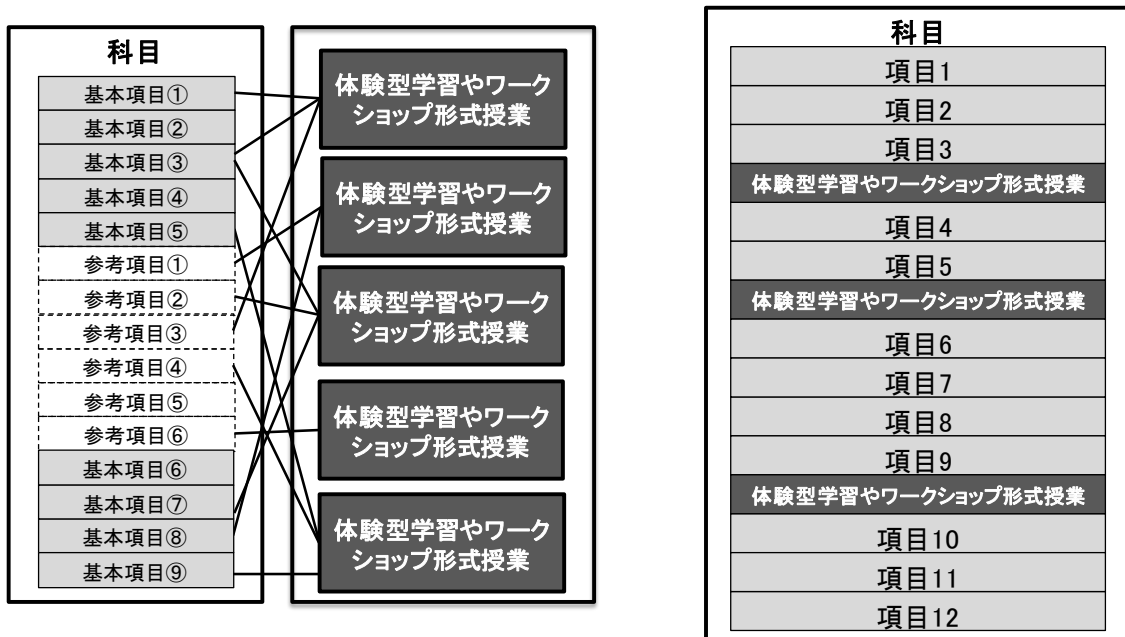 科目
基本項目①
基本項目②
基本項目③
基本項目④
基本項目⑤
参考項目①
参考項目②
参考項目③
参考項目④
参考項目⑤
参考項目⑥
基本項目⑥
基本項目⑦
基本項目⑧
基本項目⑨
体験型学習やワーク
ショップ形式授業
体験型学習やワーク
ショップ形式授業
体験型学習やワーク
ショップ形式授業
体験型学習やワーク
ショップ形式授業
体験型学習やワーク
ショップ形式授業
科目
項目1
項目2
項目3
体験型学習やワークショップ形式授業
項目4
項目5
体験型学習やワークショップ形式授業
項目6
項目7
項目8
項目9
体験型学習やワークショップ形式授業
項目10
項目11
項目12